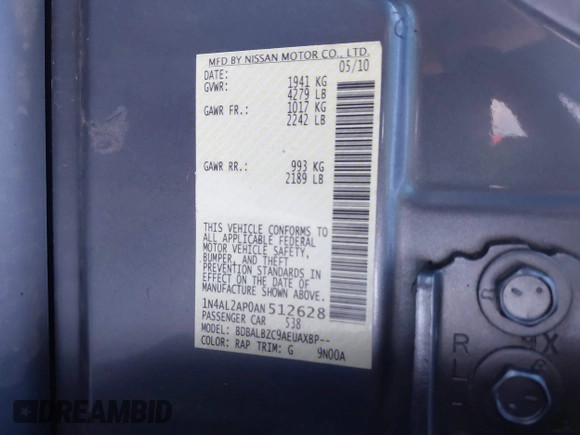 MFD BY NISSAN MOTOR CO., LTD.
DATE: 05/10
GVWR: 1941 KG
4279 LB
GAWR FR.: 1017 KG
2242 LB
GAWR RR.: 993 KG
2189 LB
THIS VEHICLE CONFORMS TO
ALL APPLICABLE FEDERAL
MOTOR VEHICLE SAFETY,
BUMPER, AND THEFT
PREVENTION STANDARDS IN
EFFECT ON THE DATE OF
MANUFACTURE SHOWN ABOVE.
1N4AL2AP0AN512628
PASSENGER CAR 538
MODEL: BDBALBZC9AEUAXBP--
COLOR: RAP TRIM: G 9N00A
R
L
X
DREAMBID